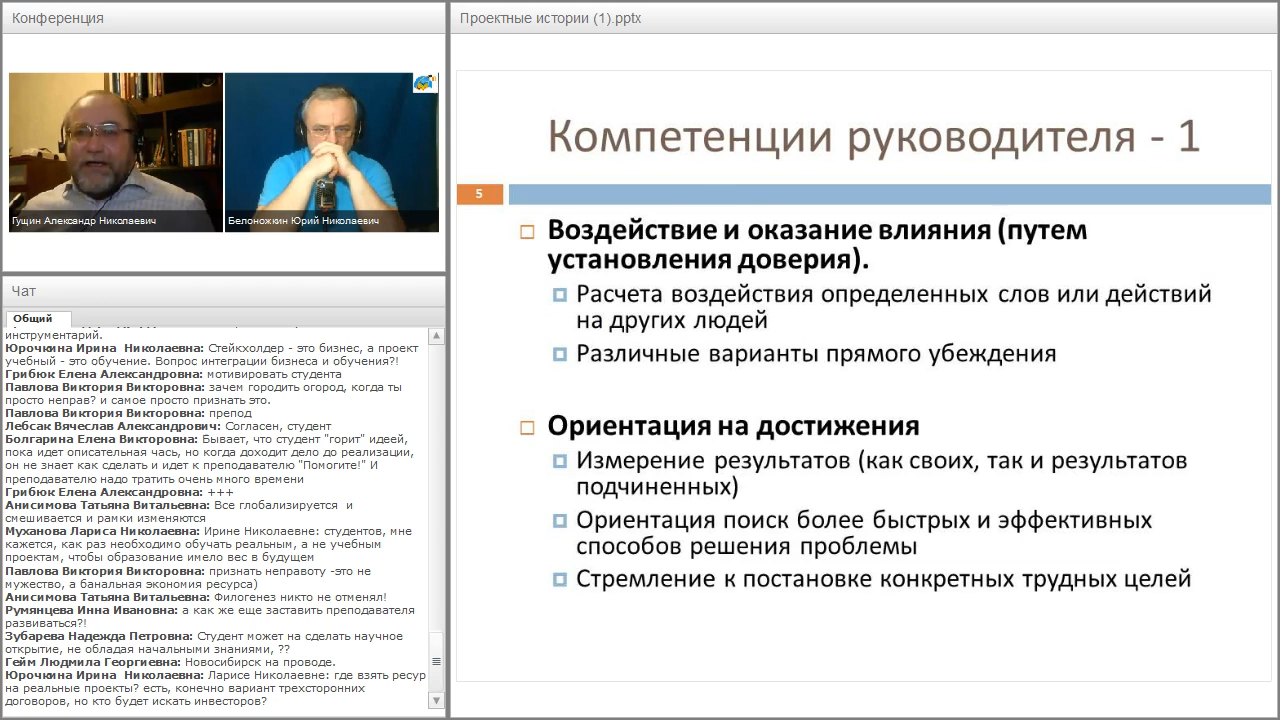 Конференция
Гущин Александр Николаевич
Белоножкин Юрий Николаевич
Чат
Общий
инструментарий.
Юрочкина Ирина  Николаевна: Стейкхолдер - это бизнес, а проект
учебный - это обучение. Вопрос интеграции бизнеса и обучения?!
Грибюк Елена Александровна: мотивировать студента
Павлова Виктория Викторовна: зачем городить огород, когда ты
просто неправ? и самое просто признать это.
Павлова Виктория Викторовна: препод
Лебсак Вячеслав Александрович: Согласен, студент
Болгарина Елена Викторовна: Бывает, что студент "горит" идеей,
пока идет описательная чась, но когда доходит дело до реализации,
он не знает как сделать и идет к преподавателю "Помогите!" И
преподавателю надо тратить очень много времени
Грибюк Елена Александровна: +++
Анисимова Татьяна Витальевна: Все глобализируется  и
смешивается и рамки изменяются
Муханова Лариса Николаевна: Ирине Николаевне: студентов, мне
кажется, как раз необходимо обучать реальным, а не учебным
проектам, чтобы образование имело вес в будущем
Павлова Виктория Викторовна: признать неправоту -это не
мужество, а банальная экономия ресурса)
Анисимова Татьяна Витальевна: Филогенез никто не отменял!
Румянцева Инна Ивановна: а как же еще заставить преподавателя
развиваться?!
Зубарева Надежда Петровна: Студент может на сделать научное
открытие, не обладая начальными знаниями, ??
Гейм Людмила Георгиевна: Новосибирск на проводе.
Юрочкина Ирина  Николаевна: Ларисе Николаевне: где взять ресур
на реальные проекты? есть, конечно вариант трехсторонних
договоров, но кто будет искать инвесторов?
Проектные истории (1).pptx
Компетенции руководителя - 1
5
Воздействие и оказание влияния (путем
установления доверия).
Расчета воздействия определенных слов или действий
на других людей
Различные варианты прямого убеждения
Ориентация на достижения
Измерение результатов (как своих, так и результатов
подчиненных)
Ориентация поиск более быстрых и эффективных
способов решения проблемы
Стремление к постановке конкретных трудных целей